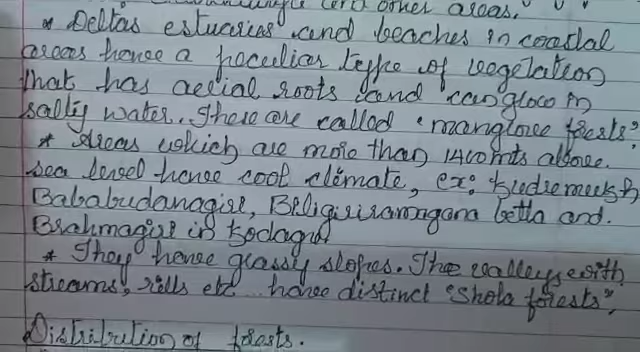 other areas.
* Deltas estuaries and beaches in coastal
areas have a peculiar type of vegetation
that has aerial roots and can grow in
salty water. These are called "mangrove forests".
* Areas which are more than 1400 mts above
sea level have cool climate, ex: Kudremukh,
Bababudanagiri, Biligirirangana betta and
Brahmagiri in Kodagu.
* They have grassy slopes. The valleys with
streams, rills etc have distinct "Shola forests",
Distribution of forests.